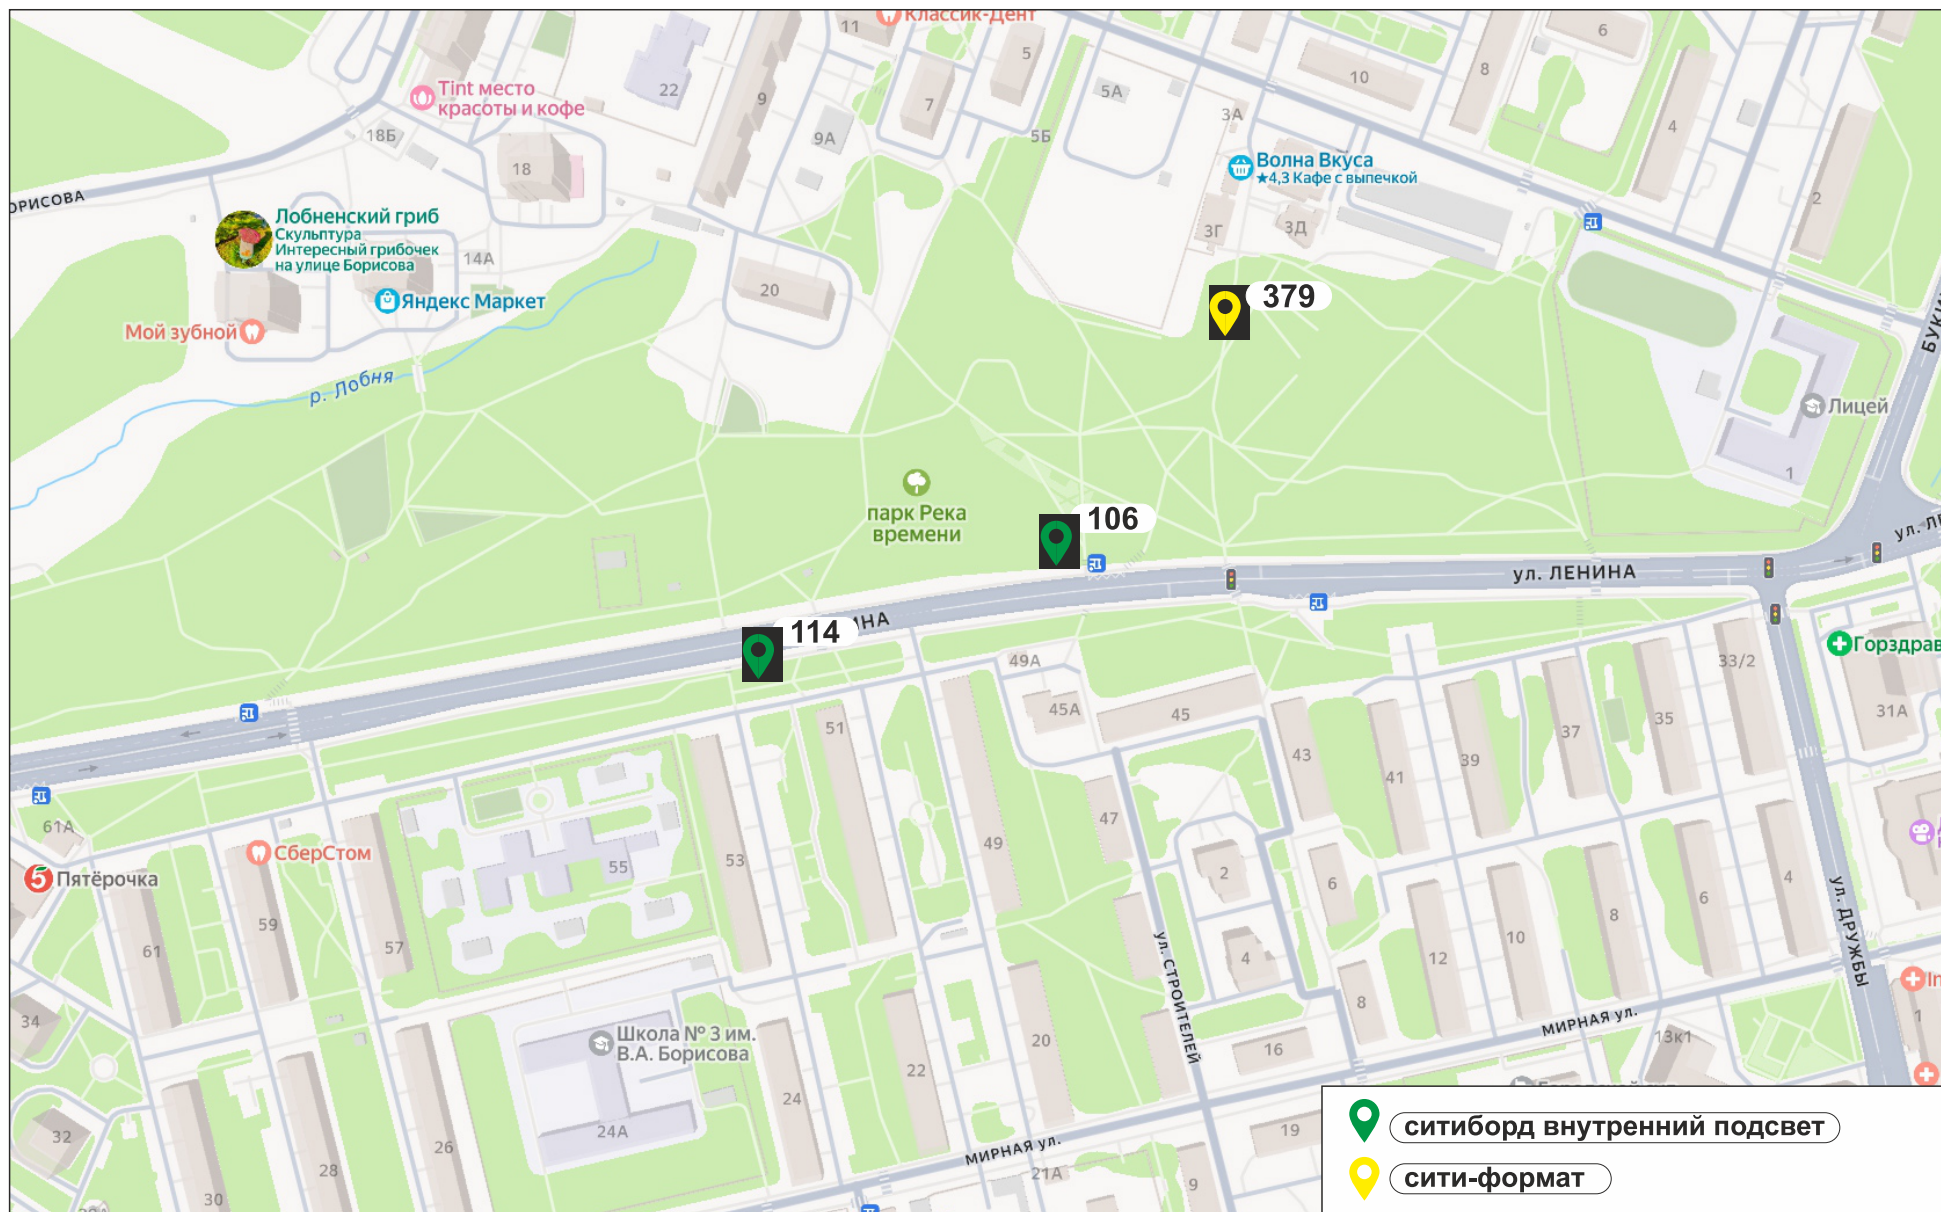 Классик-Дент
11
5
6
10
8
Tint место
красоты и кофе
22
9
7
5А
3А
4
18Б
9А
5Б
18
Волна Вкуса
★4,3 Кафе с выпечкой
2
ОРИСОВА
Лобненский гриб
Скульптура
Интересный грибочек
на улице Борисова
14А
3Г
3Д
20
379
Яндекс Маркет
Мой зубной
р. Лобня
Лицей
1
парк Река
времени
106
ул. ЛЕНИНА
114
49А
33/2
Горздрав
45А
45
51
43
37
35
31А
41
39
61А
47
49
53
55
СберСтом
Пятёрочка
2
6
4
59
61
57
8
6
10
12
4
ул. СТРОИТЕЛЕЙ
ул. ДРУЖБЫ
8
34
Школа № 3 им.
В.А. Борисова
20
16
МИРНАЯ ул.
13к1
1
22
24
24А
26
28
30
32
МИРНАЯ ул.
21А
19
9
ситиборд внутренний подсвет
сити-формат